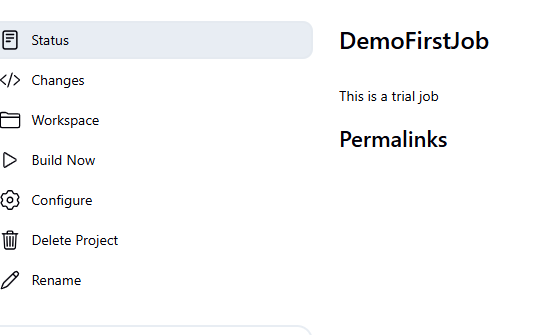 Status
Changes
Workspace
Build Now
Configure
Delete Project
Rename
DemoFirstJob
This is a trial job
Permalinks